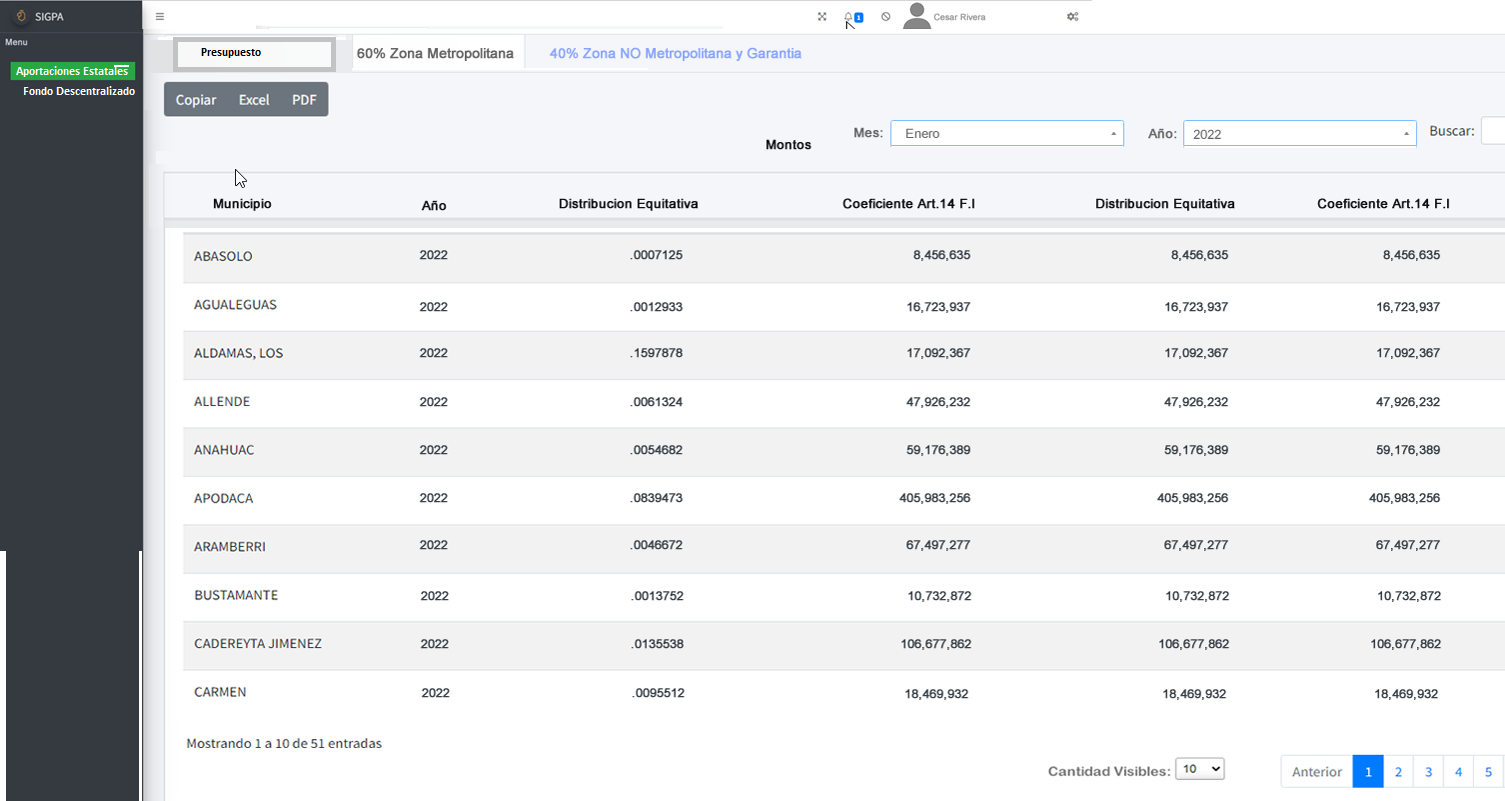 SIGPA
1
Cesar Rivera
Menu
Aportaciones Estatales
Fondo Descentralizado
Presupuesto 60% Zona Metropolitana 40% Zona NO Metropolitana y Garantia
Copiar Excel PDF
Montos Mes: Enero Año: 2022 Buscar:
Municipio Año Distribucion Equitativa Coeficiente Art.14 F.I Distribucion Equitativa Coeficiente Art.14 F.I
ABASOLO 2022 .0007125 8,456,635 8,456,635 8,456,635
AGUALEGUAS 2022 .0012933 16,723,937 16,723,937 16,723,937
ALDAMAS, LOS 2022 .1597878 17,092,367 17,092,367 17,092,367
ALLENDE 2022 .0061324 47,926,232 47,926,232 47,926,232
ANAHUAC 2022 .0054682 59,176,389 59,176,389 59,176,389
APODACA 2022 .0839473 405,983,256 405,983,256 405,983,256
ARAMBERRI 2022 .0046672 67,497,277 67,497,277 67,497,277
BUSTAMANTE 2022 .0013752 10,732,872 10,732,872 10,732,872
CADEREYTA JIMENEZ 2022 .0135538 106,677,862 106,677,862 106,677,862
CARMEN 2022 .0095512 18,469,932 18,469,932 18,469,932
Mostrando 1 a 10 de 51 entradas
Cantidad Visibles: 10 Anterior 1 2 3 4 5